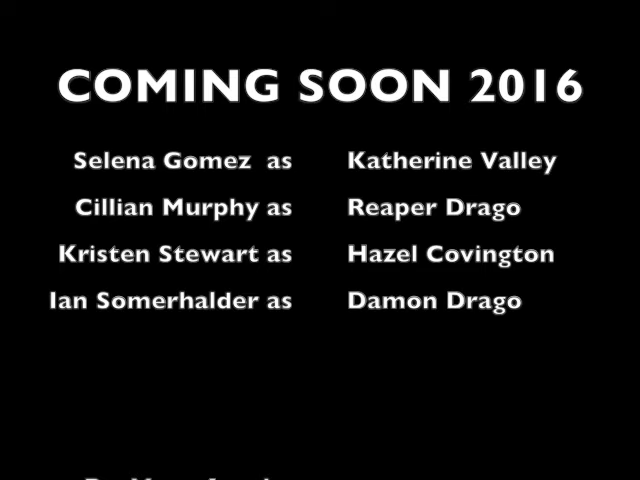 COMING SOON 2016
Selena Gomez as Katherine Valley
Cillian Murphy as Reaper Drago
Kristen Stewart as Hazel Covington
Ian Somerhalder as Damon Drago